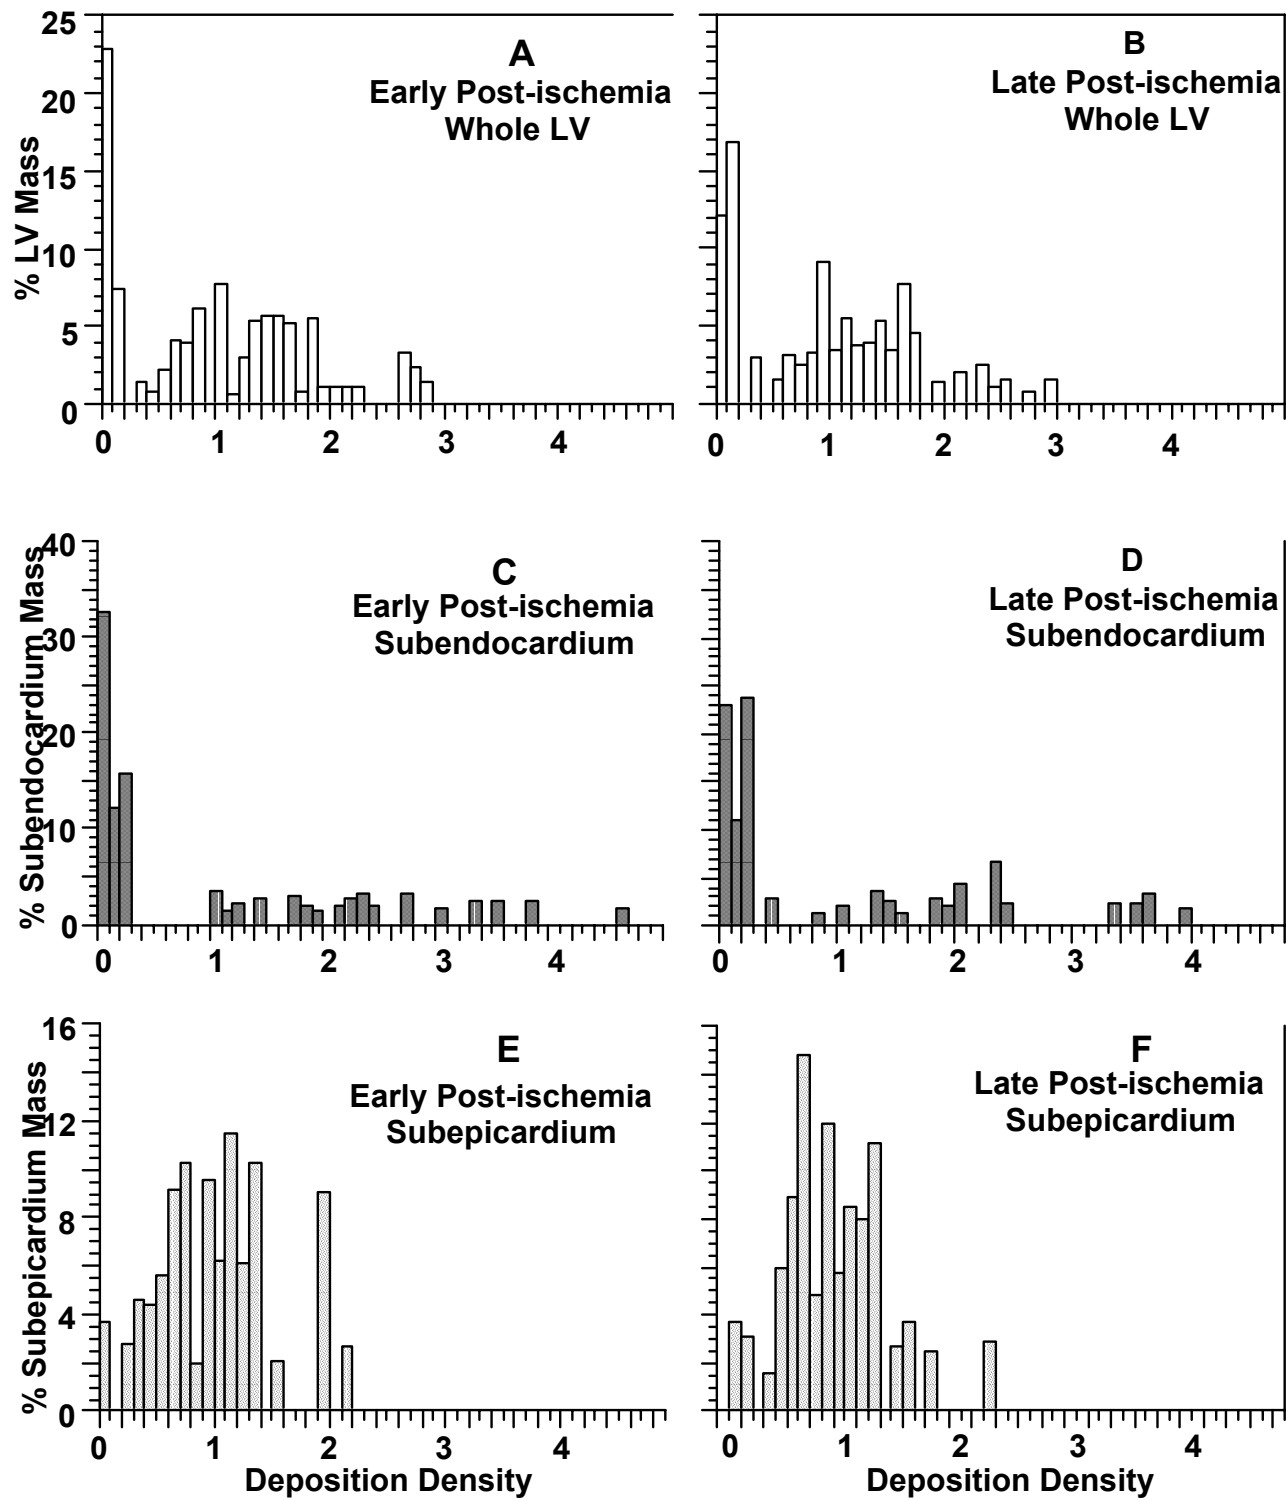 25
20
15
10
5
0
% LV Mass
A
Early Post-ischemia
Whole LV
0 1 2 3 4
B
Late Post-ischemia
Whole LV
0 1 2 3 4
40
30
20
10
0
% Subendocardium Mass
C
Early Post-ischemia
Subendocardium
0 1 2 3 4
D
Late Post-ischemia
Subendocardium
0 1 2 3 4
16
12
8
4
0
% Subepicardium Mass
E
Early Post-ischemia
Subepicardium
0 1 2 3 4
Deposition Density
F
Late Post-ischemia
Subepicardium
0 1 2 3 4
Deposition Density